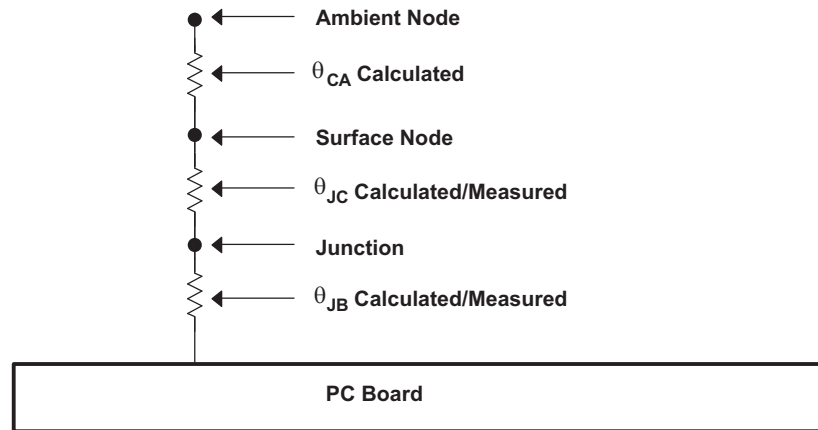 Ambient Node
θCA Calculated
Surface Node
θJC Calculated/Measured
Junction
θJB Calculated/Measured
PC Board